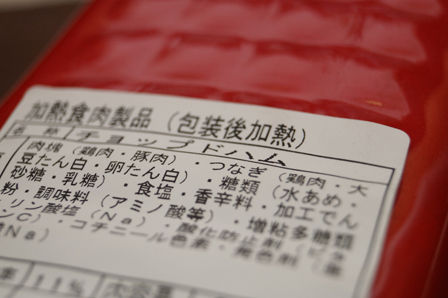 加熱食肉製品(包装後加熱)
名称 チョップドハム
肉塊(鶏肉・豚肉)・つなぎ(鶏肉・大
豆たん白・卵たん白)・糖類(水あめ・
砂糖・乳糖)・食塩・香辛料・加工でん
粉・調味料(アミノ酸等)・増粘多糖類
リン酸塩(Na)・酸化防止剤(ビタ
ンC)・コチニール色素・発色剤(亜
Na)